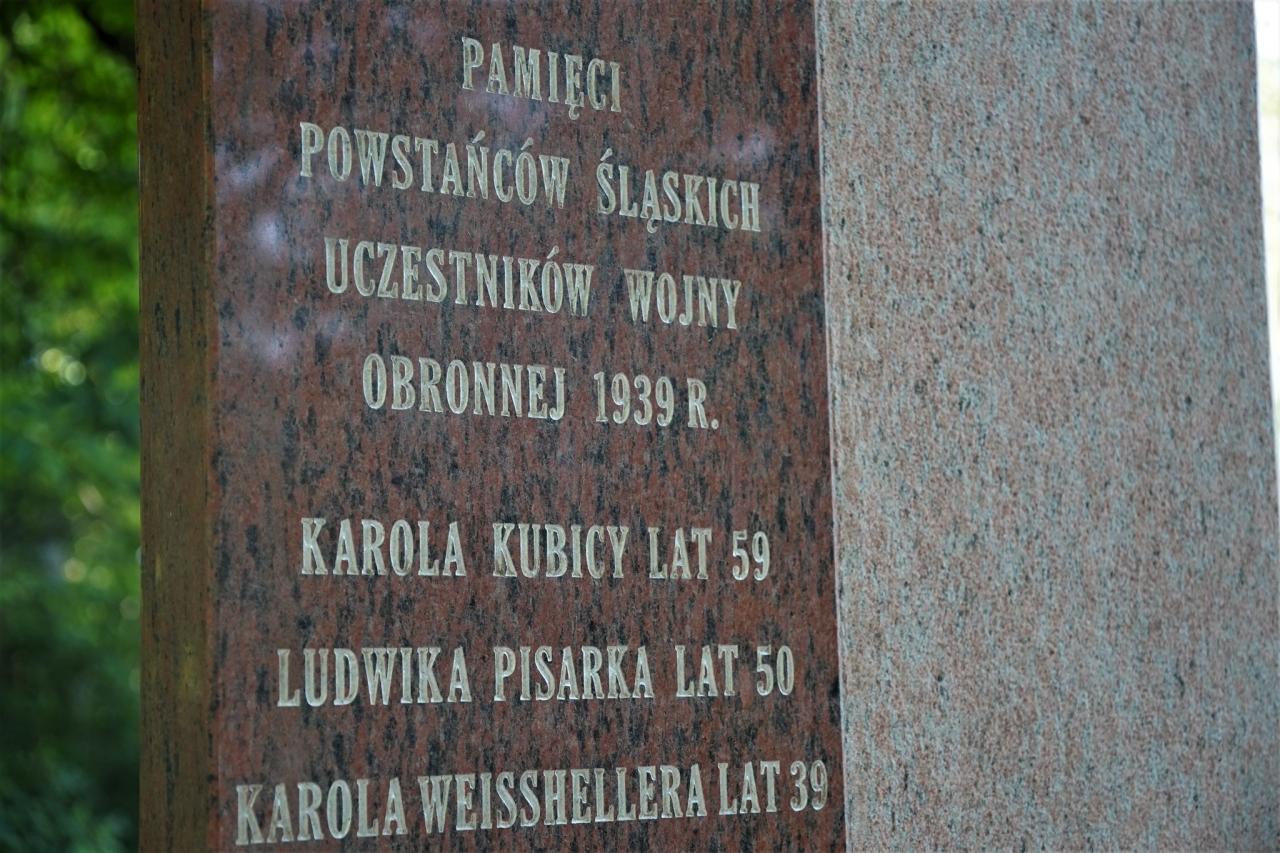 PAMIĘCI
POWSTAŃCÓW ŚLĄSKICH
UCZESTNIKÓW WOJNY
OBRONNEJ 1939 R.
KAROLA KUBICY LAT 59
LUDWIKA PISARKA LAT 50
KAROLA WEISSHELLERA LAT 39